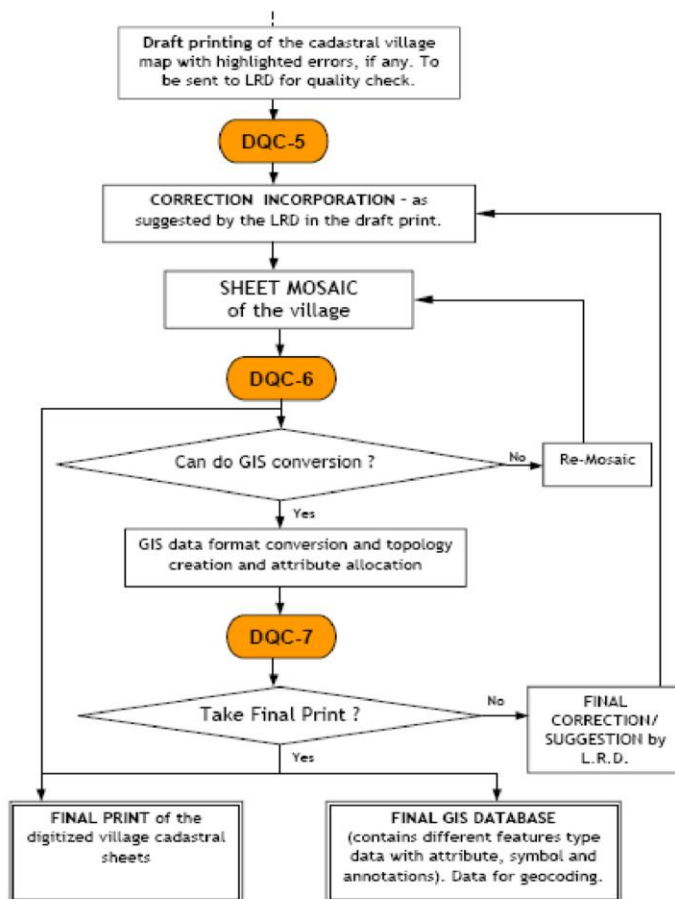 Draft printing of the cadastral village
map with highlighted errors, if any. To
be sent to LRD for quality check.
DQC-5
CORRECTION INCORPORATION - as
suggested by the LRD in the draft print.
SHEET MOSAIC
of the village
DQC-6
Can do GIS conversion ?
No
Re-Mosaic
Yes
GIS data format conversion and topology
creation and attribute allocation
DQC-7
Take Final Print ?
No
FINAL
CORRECTION/
SUGGESTION by
L.R.D.
Yes
FINAL PRINT of the
digitized village cadastral
sheets
FINAL GIS DATABASE
(contains different features type
data with attribute, symbol and
annotations). Data for geocoding.